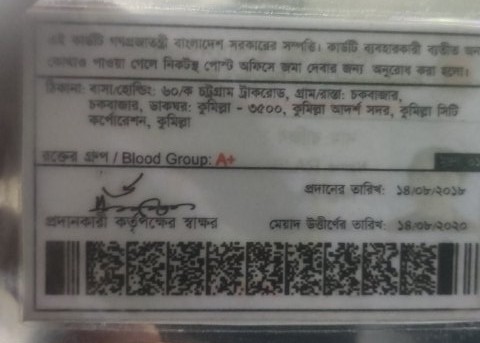 এই কার্ডটি গণপ্রজাতন্ত্রী বাংলাদেশ সরকারের সম্পত্তি। কার্ডটি ব্যবহারকারী ব্যতীত অন্য
কোথাও পাওয়া গেলে নিকটস্থ পোস্ট অফিসে জমা দেবার জন্য অনুরোধ করা হলো।
ঠিকানা: বাসা/হোল্ডিং: ৬০/ক চট্টগ্রাম ট্রাংকরোড, গ্রাম/রাস্তা: চকবাজার,
চকবাজার, ডাকঘর: কুমিল্লা - ৩৫০০, কুমিল্লা আদর্শ সদর, কুমিল্লা সিটি
কর্পোরেশন, কুমিল্লা
রক্তের গ্রুপ / Blood Group: A+
প্রদানের তারিখ: ১৪/০৮/২০১৮
প্রদানকারী কর্তৃপক্ষের স্বাক্ষর
মেয়াদ উত্তীর্ণের তারিখ: ১৪/০৮/২০২০